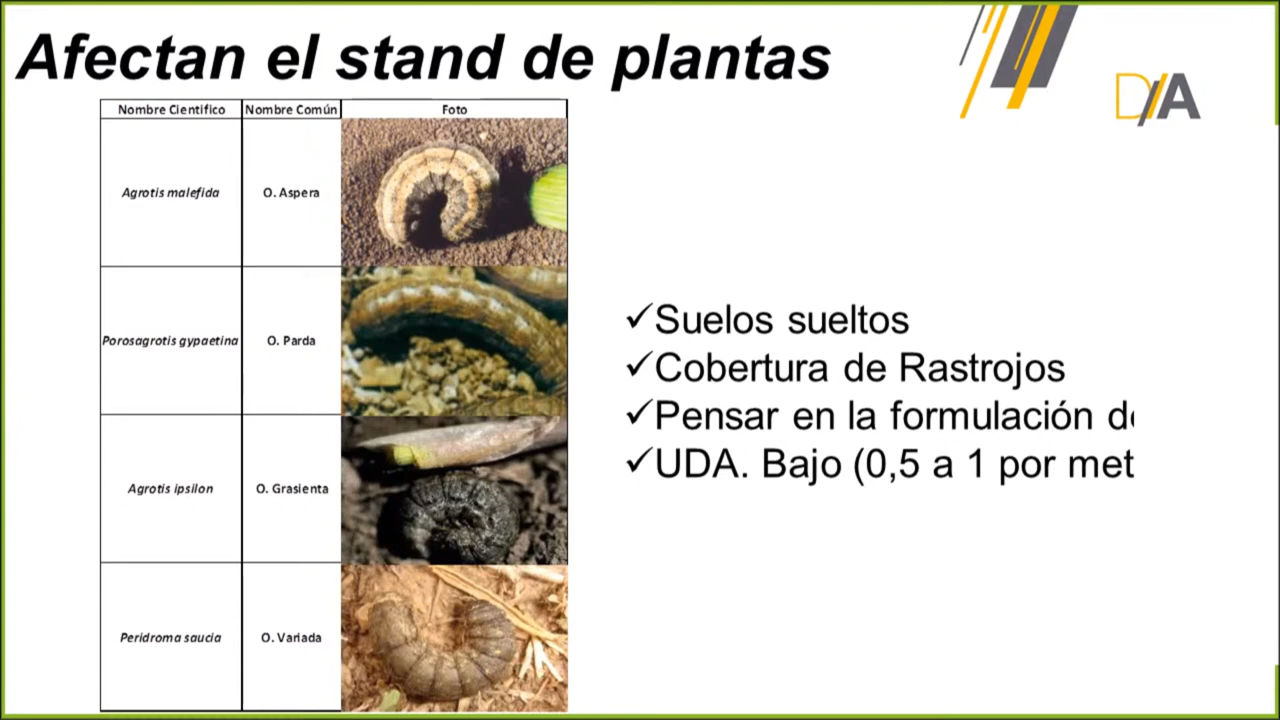 Afectan el stand de plantas
D/A
Nombre Cientifico Nombre Común Foto
Agrotis malefida O. Aspera
Porosagrotis gypaetina O. Parda
Agrotis ipsilon O. Grasienta
Peridroma saucia O. Variada
✓Suelos sueltos
✓Cobertura de Rastrojos
✓Pensar en la formulación
✓UDA. Bajo (0,5 a 1 por met